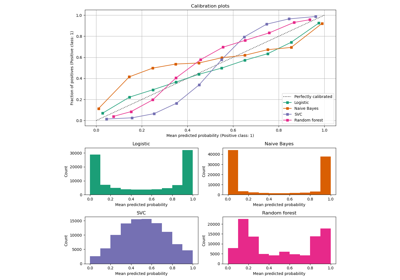 Calibration plots
Fraction of positives (Positive class: 1)
1.0
0.8
0.6
0.4
0.2
0.0
Perfectly calibrated
Logistic
Naive Bayes
SVC
Random forest
0.0 0.2 0.4 0.6 0.8 1.0
Mean predicted probability (Positive class: 1)
Logistic
Count
30000
20000
10000
0
0.0 0.2 0.4 0.6 0.8 1.0
Mean predicted probability
Naive Bayes
Count
40000
30000
20000
10000
0
0.0 0.2 0.4 0.6 0.8 1.0
Mean predicted probability
SVC
Count
15000
10000
5000
0
0.0 0.2 0.4 0.6 0.8 1.0
Mean predicted probability
Random forest
Count
20000
15000
10000
5000
0
0.0 0.2 0.4 0.6 0.8 1.0
Mean predicted probability